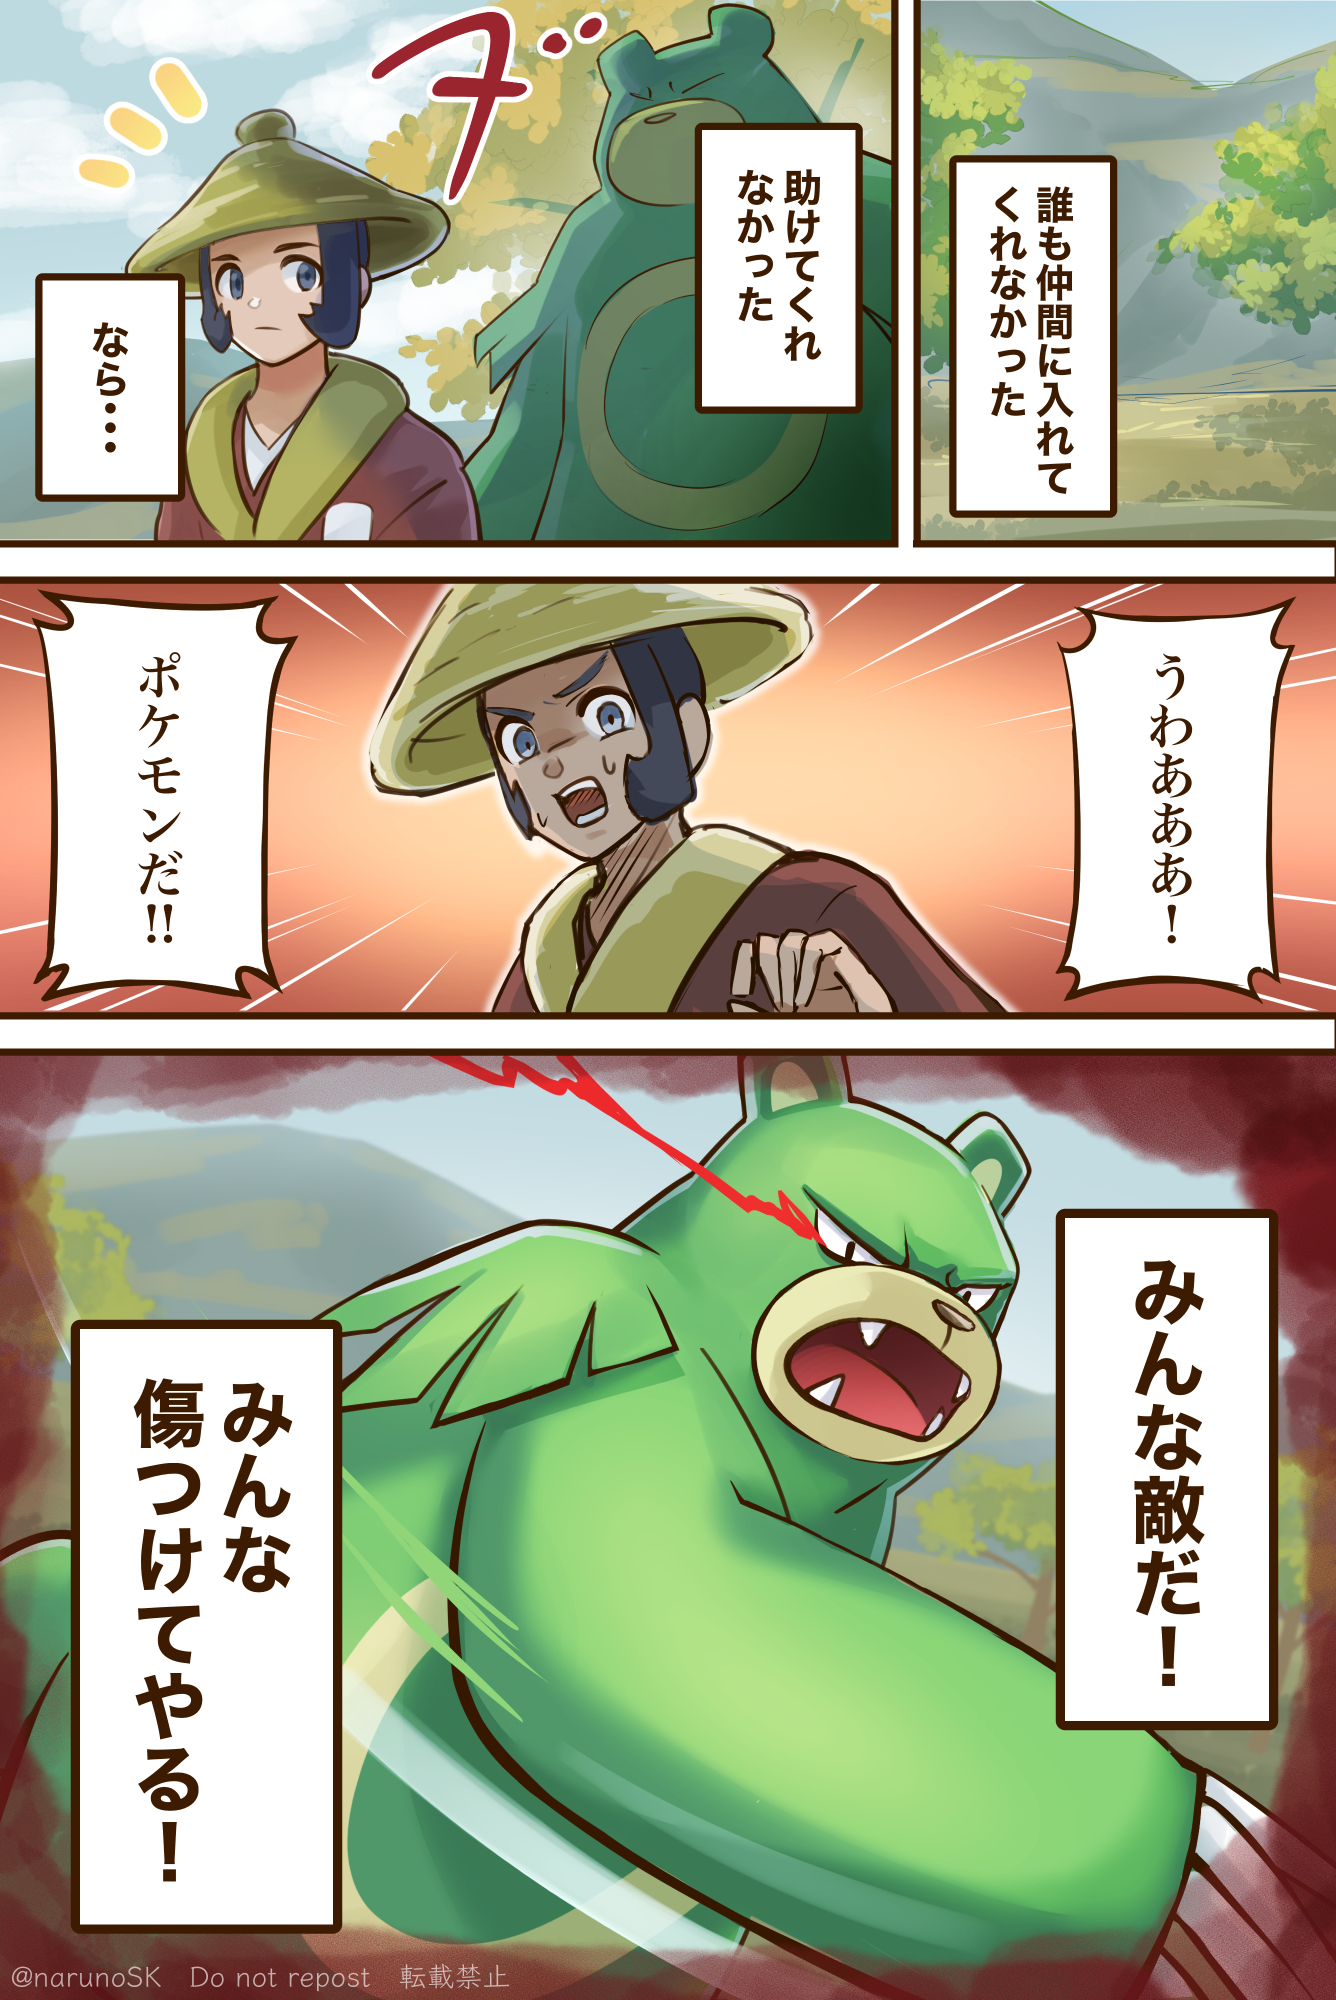 誰も仲間に入れて
くれなかった
助けてくれ
なかった
ヌッ
なら…
うわあああ！
ポケモンだ!!
みんな敵だ！
みんな
傷つけてやる！
@narunoSK Do not repost 転載禁止